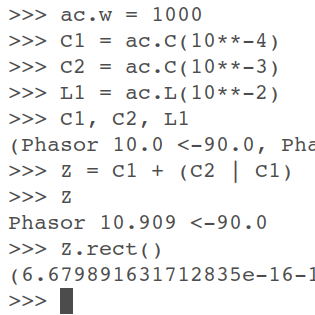 >>> ac.w = 1000
>>> C1 = ac.C(10**-4)
>>> C2 = ac.C(10**-3)
>>> L1 = ac.L(10**-2)
>>> C1, C2, L1
(Phasor 10.0 <-90.0, Pha
>>> Z = C1 + (C2 | C1)
>>> Z
Phasor 10.909 <-90.0
>>> Z.rect()
(6.679891631712835e-16-1
>>>